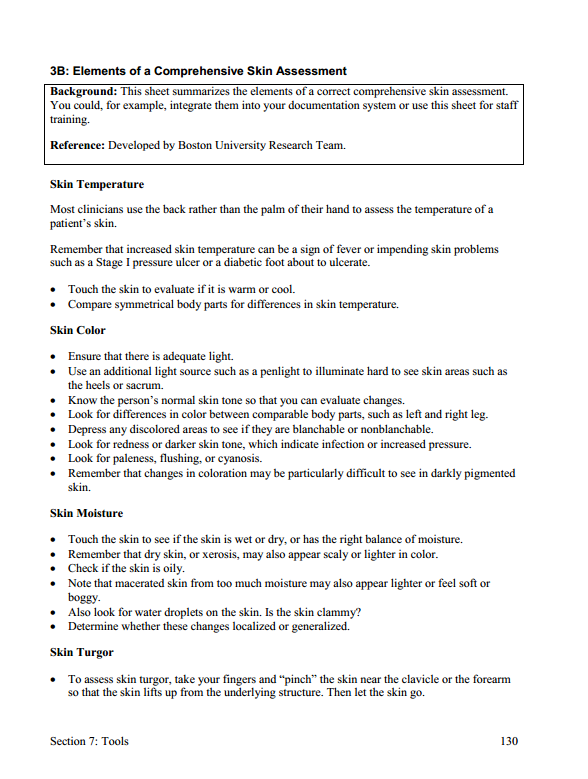 3B: Elements of a Comprehensive Skin Assessment
Background: This sheet summarizes the elements of a correct comprehensive skin assessment.
You could, for example, integrate them into your documentation system or use this sheet for staff
training.
Reference: Developed by Boston University Research Team.
Skin Temperature
Most clinicians use the back rather than the palm of their hand to assess the temperature of a
patient's skin.
Remember that increased skin temperature can be a sign of fever or impending skin problems
such as a Stage I pressure ulcer or a diabetic foot about to ulcerate.
• Touch the skin to evaluate if it is warm or cool.
• Compare symmetrical body parts for differences in skin temperature.
Skin Color
• Ensure that there is adequate light.
• Use an additional light source such as a penlight to illuminate hard to see skin areas such as
the heels or sacrum.
• Know the person's normal skin tone so that you can evaluate changes.
• Look for differences in color between comparable body parts, such as left and right leg.
• Depress any discolored areas to see if they are blanchable or nonblanchable.
• Look for redness or darker skin tone, which indicate infection or increased pressure.
• Look for paleness, flushing, or cyanosis.
• Remember that changes in coloration may be particularly difficult to see in darkly pigmented
skin.
Skin Moisture
• Touch the skin to see if the skin is wet or dry, or has the right balance of moisture.
• Remember that dry skin, or xerosis, may also appear scaly or lighter in color.
• Check if the skin is oily.
• Note that macerated skin from too much moisture may also appear lighter or feel soft or
boggy.
• Also look for water droplets on the skin. Is the skin clammy?
• Determine whether these changes localized or generalized.
Skin Turgor
• To assess skin turgor, take your fingers and “pinch” the skin near the clavicle or the forearm
so that the skin lifts up from the underlying structure. Then let the skin go.
Section 7: Tools 130